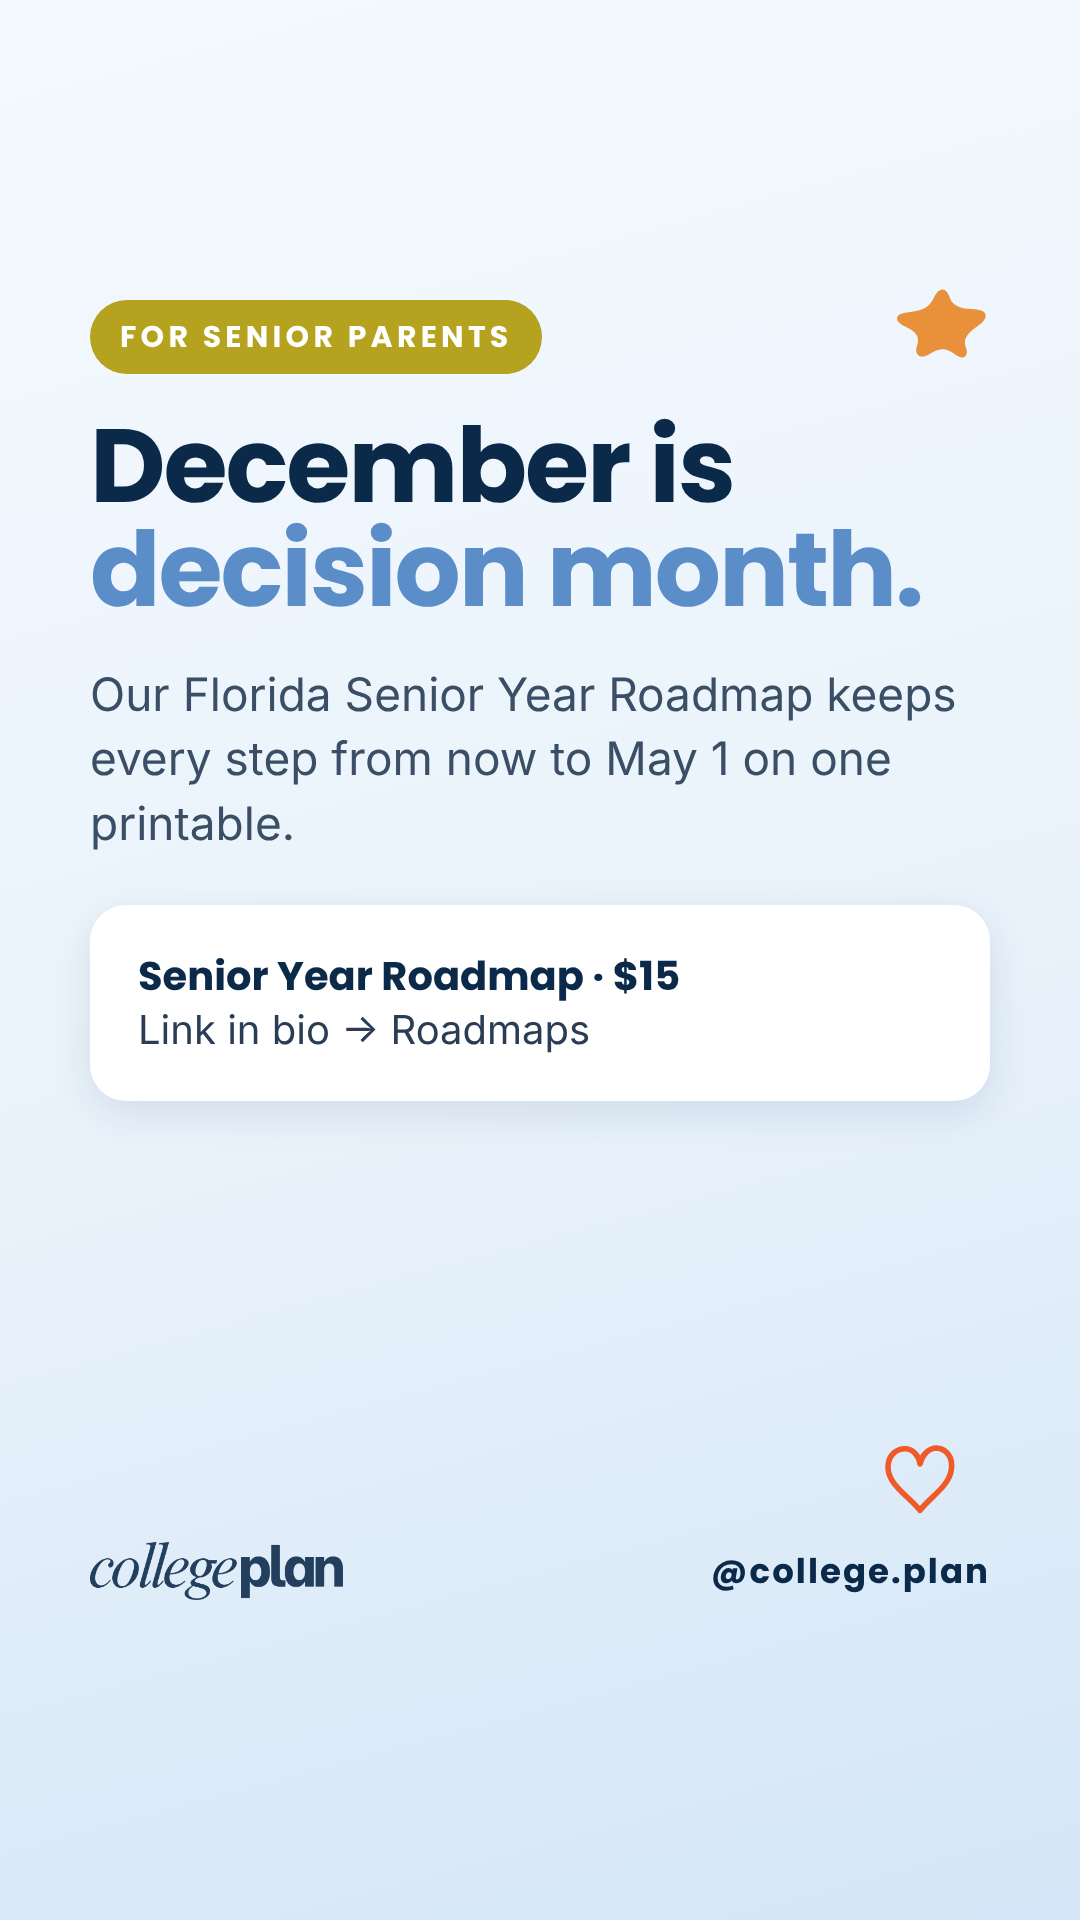 FOR SENIOR PARENTS
December is
decision month.
Our Florida Senior Year Roadmap keeps
every step from now to May 1 on one
printable.
Senior Year Roadmap · $15
Link in bio → Roadmaps
collegeplan
@college.plan